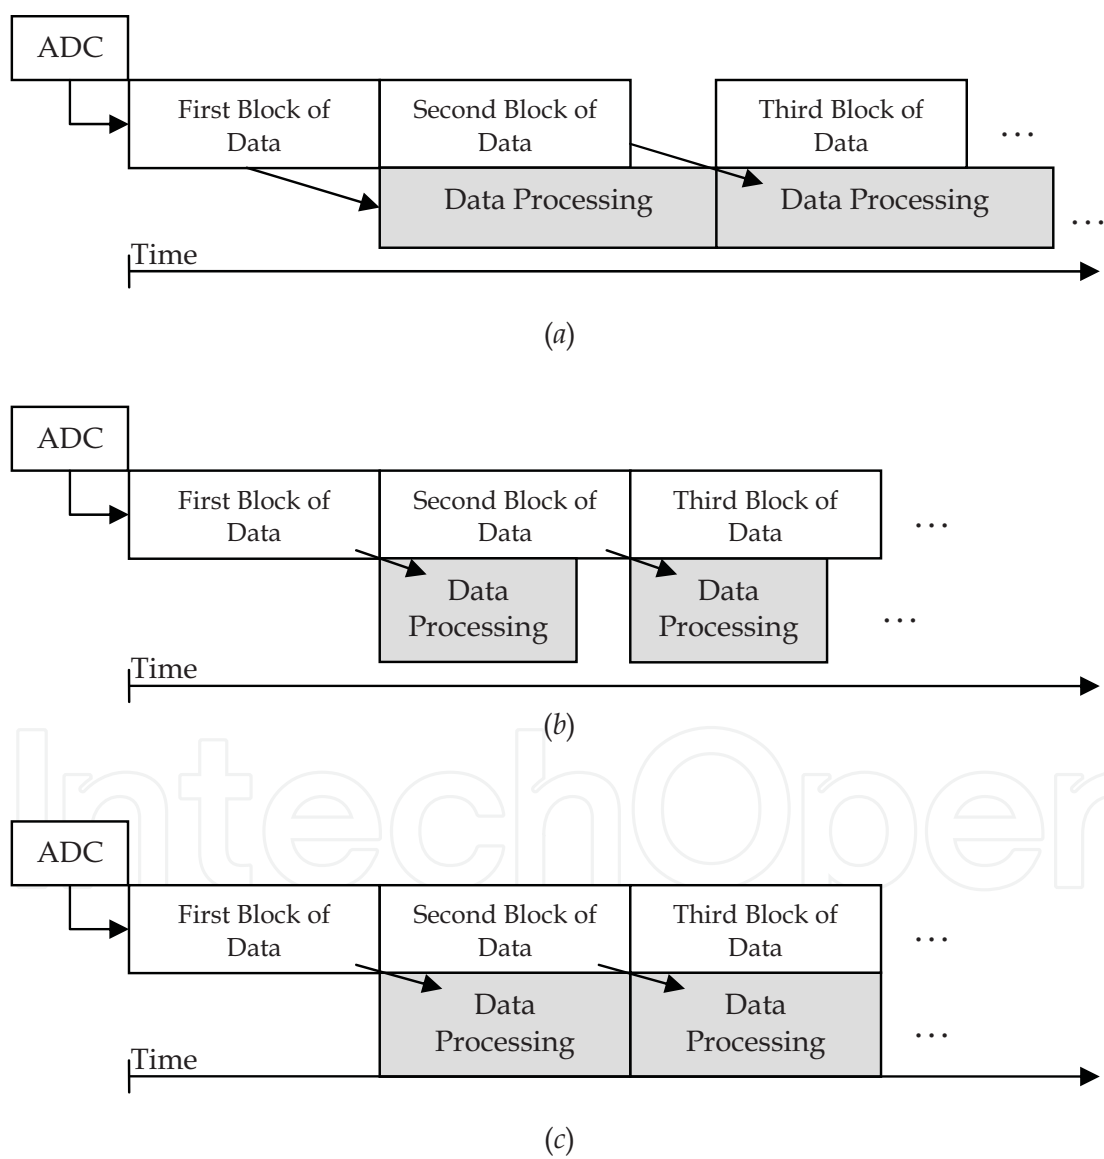 ADC
First Block of
Data
Second Block of
Data
Third Block of
Data
...
Data Processing
Data Processing
...
Time
(a)
ADC
First Block of
Data
Second Block of
Data
Third Block of
Data
...
Data
Processing
Data
Processing
...
Time
(b)
IntechOpen
ADC
First Block of
Data
Second Block of
Data
Third Block of
Data
...
Data
Processing
Data
Processing
...
Time
(c)